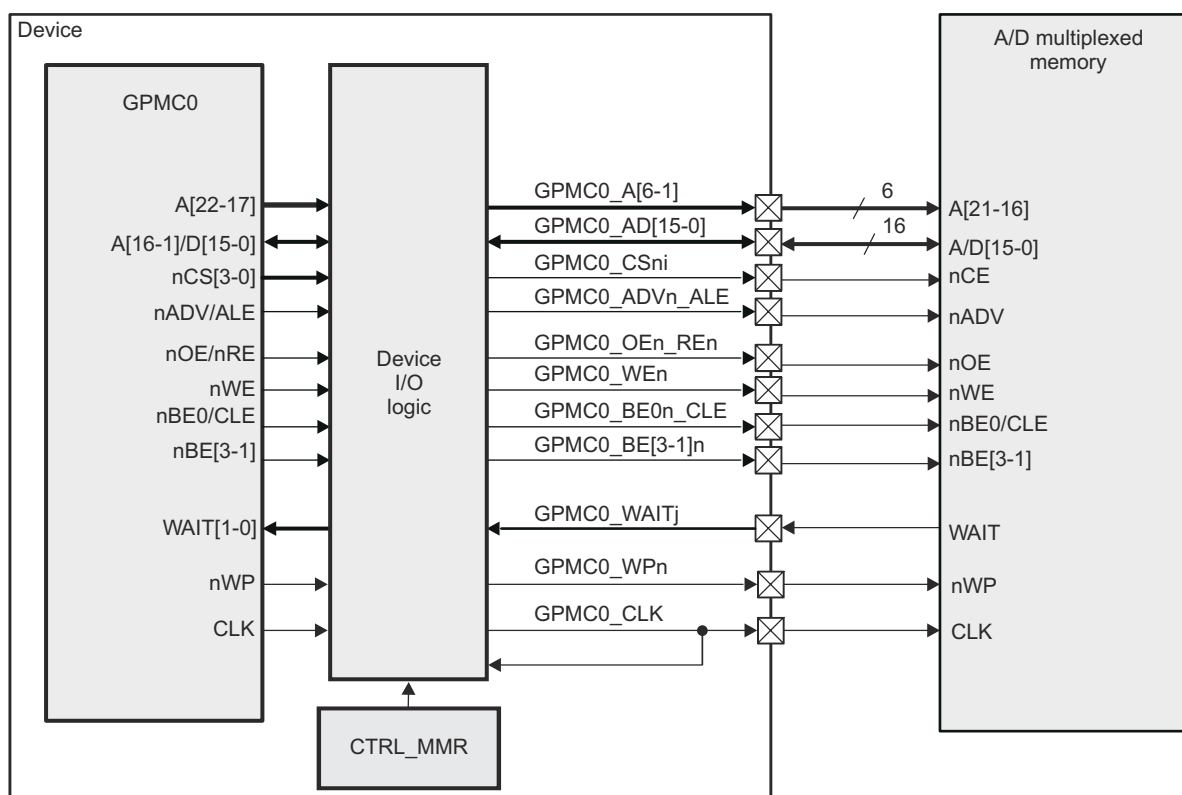 Device
GPMC0
A[22-17]
A[16-1]/D[15-0]
nCS[3-0]
nADV/ALE
nOE/nRE
nWE
nBE0/CLE
nBE[3-1]
WAIT[1-0]
nWP
CLK
Device
I/O
logic
CTRL_MMR
GPMC0_A[6-1]
GPMC0_AD[15-0]
GPMC0_CSni
GPMC0_ADVn_ALE
GPMC0_OEn_REn
GPMC0_WEn
GPMC0_BE0n_CLE
GPMC0_BE[3-1]n
GPMC0_WAITj
GPMC0_WPn
GPMC0_CLK
6
16
A/D multiplexed
memory
A[21-16]
A/D[15-0]
nCE
nADV
nOE
nWE
nBE0/CLE
nBE[3-1]
WAIT
nWP
CLK